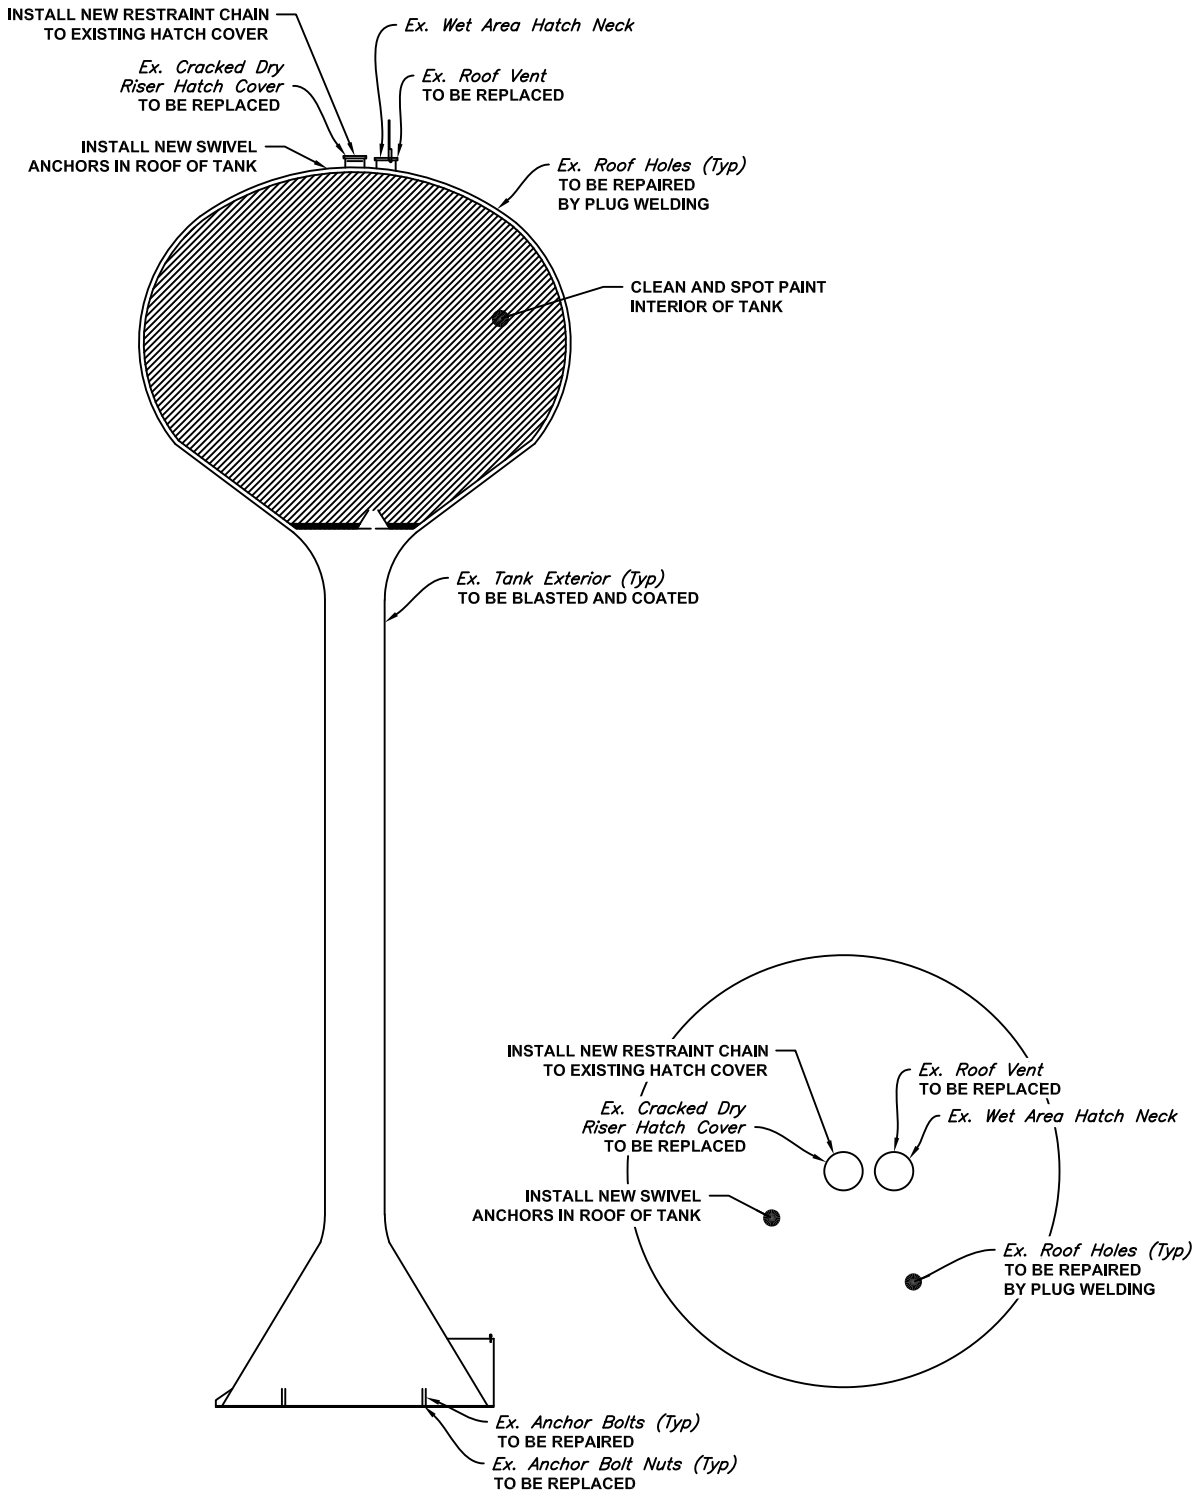 INSTALL NEW RESTRAINT CHAIN
TO EXISTING HATCH COVER
Ex. Wet Area Hatch Neck
Ex. Cracked Dry
Riser Hatch Cover
TO BE REPLACED
Ex. Roof Vent
TO BE REPLACED
INSTALL NEW SWIVEL
ANCHORS IN ROOF OF TANK
Ex. Roof Holes (Typ)
TO BE REPAIRED
BY PLUG WELDING
CLEAN AND SPOT PAINT
INTERIOR OF TANK
Ex. Tank Exterior (Typ)
TO BE BLASTED AND COATED
INSTALL NEW RESTRAINT CHAIN
TO EXISTING HATCH COVER
Ex. Roof Vent
TO BE REPLACED
Ex. Cracked Dry
Riser Hatch Cover
TO BE REPLACED
Ex. Wet Area Hatch Neck
INSTALL NEW SWIVEL
ANCHORS IN ROOF OF TANK
Ex. Roof Holes (Typ)
TO BE REPAIRED
BY PLUG WELDING
Ex. Anchor Bolts (Typ)
TO BE REPAIRED
Ex. Anchor Bolt Nuts (Typ)
TO BE REPLACED